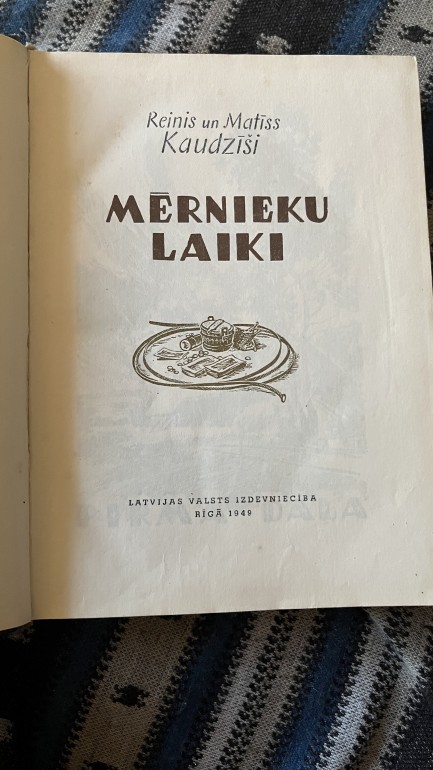 Reinis un Matīss
Kaudzīši
MĒRNIEKU
LAIKI
LATVIJAS VALSTS IZDEVNIECĪBA
RĪGĀ 1949